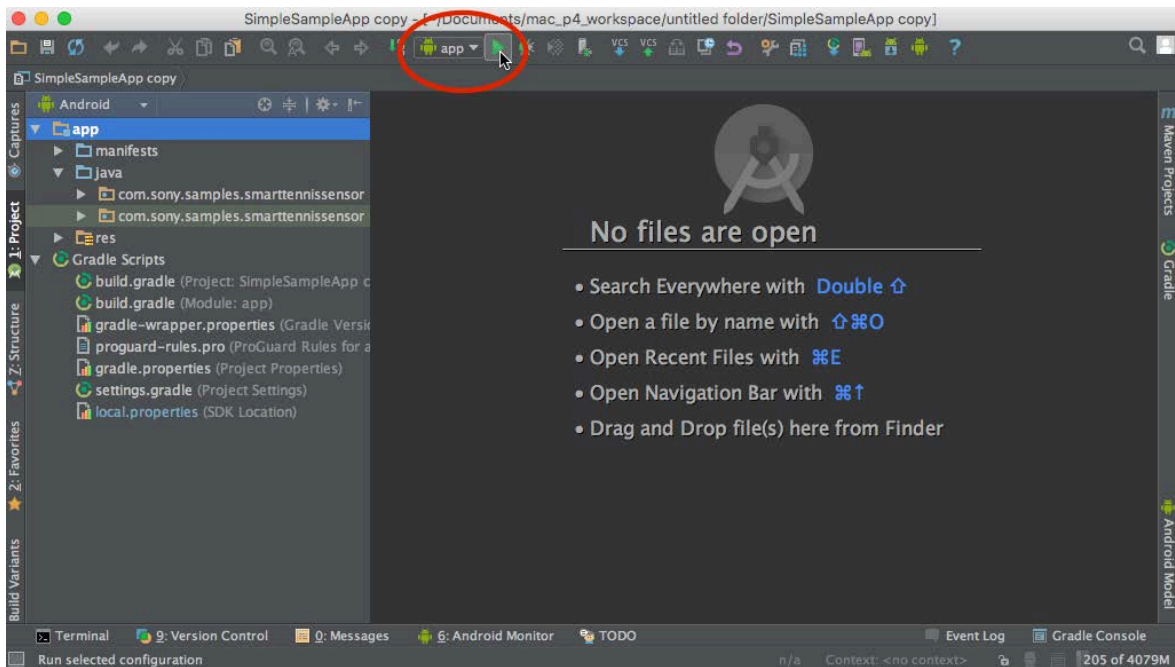 SimpleSampleApp copy - [~/Documents/mac_p4_workspace/untitled folder/SimpleSampleApp copy]
app
VCS VCS
?
SimpleSampleApp copy
Captures
1: Project
7: Structure
2: Favorites
Build Variants
Android
app
manifests
java
com.sony.samples.smarttennissensor
com.sony.samples.smarttennissensor
res
Gradle Scripts
build.gradle (Project: SimpleSampleApp c
build.gradle (Module: app)
gradle-wrapper.properties (Gradle Versi
proguard-rules.pro (ProGuard Rules for a
gradle.properties (Project Properties)
settings.gradle (Project Settings)
local.properties (SDK Location)
No files are open
• Search Everywhere with Double ⇧
• Open a file by name with ⇧⌘O
• Open Recent Files with ⌘E
• Open Navigation Bar with ⌘↑
• Drag and Drop file(s) here from Finder
m Maven Projects
Gradle
Android Model
Terminal 9: Version Control 0: Messages 6: Android Monitor TODO Event Log Gradle Console
Run selected configuration n/a Context: <no context> 205 of 4079M